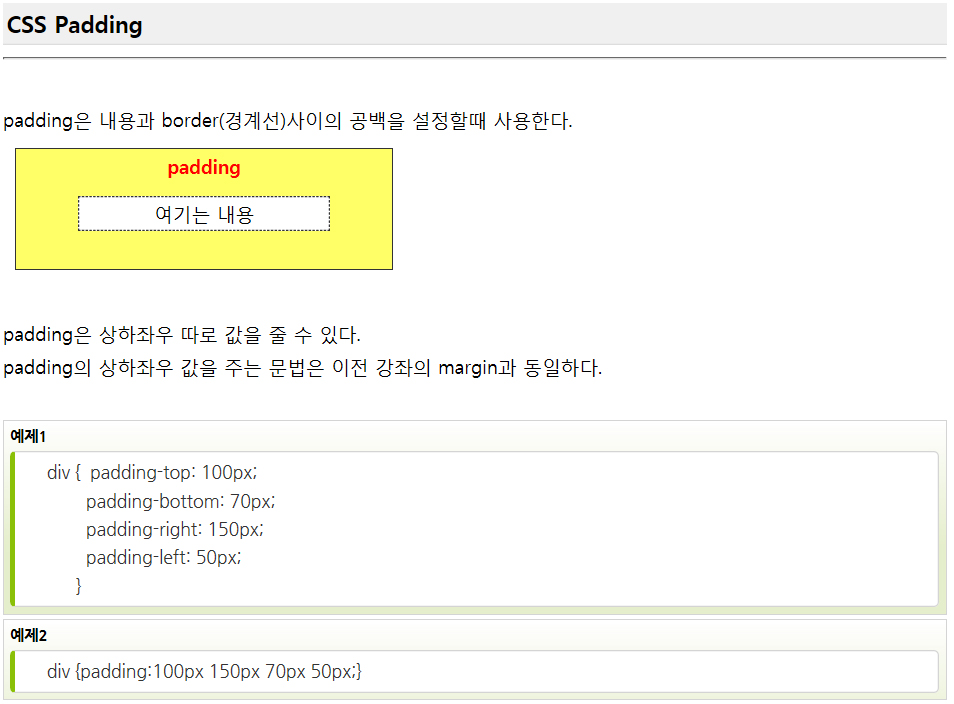 CSS Padding
padding은 내용과 border(경계선)사이의 공백을 설정할때 사용한다.
padding
여기는 내용
padding은 상하좌우 따로 값을 줄 수 있다.
padding의 상하좌우 값을 주는 문법은 이전 강좌의 margin과 동일하다.
예제1
div {  padding-top: 100px;
padding-bottom: 70px;
padding-right: 150px;
padding-left: 50px;
}
예제2
div {padding:100px 150px 70px 50px;}